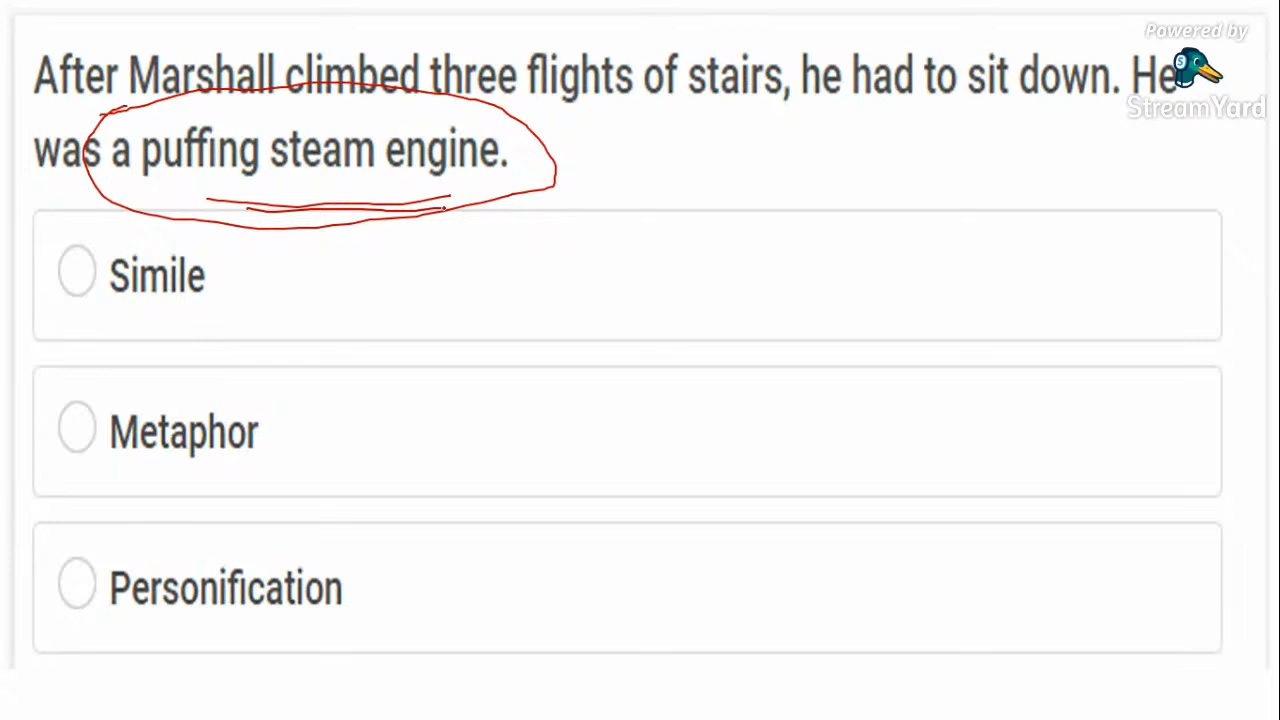 Powered by
After Marshall climbed three flights of stairs, he had to sit down. He
StreamYard
was a puffing steam engine.
Simile
Metaphor
Personification